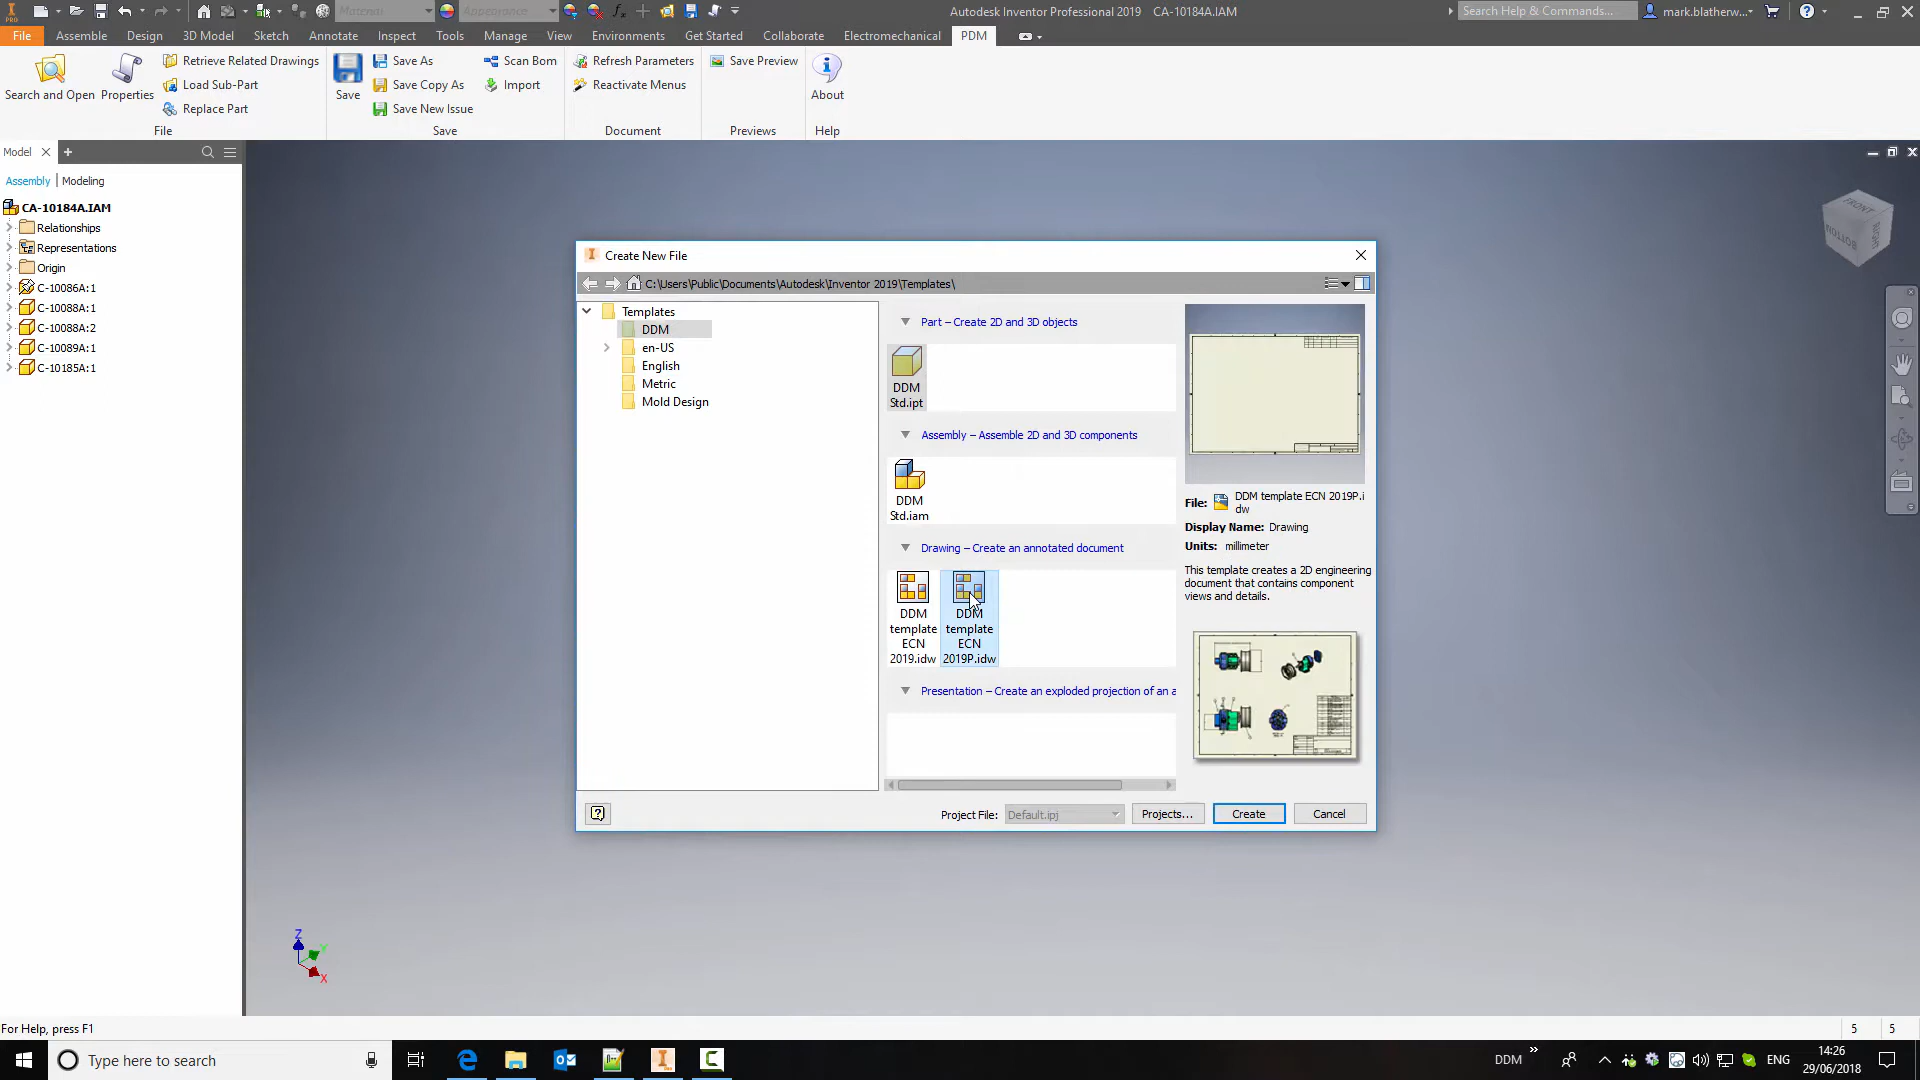 Material
Appearance
Autodesk Inventor Professional 2019 CA-10184A.IAM
Search Help & Commands...
mark.blatherw...
PRO
File Assemble Design 3D Model Sketch Annotate Inspect Tools Manage View Environments Get Started Collaborate Electromechanical PDM
Search and Open
Properties
Retrieve Related Drawings
Load Sub-Part
Replace Part
File
Save
Save As
Save Copy As
Save New Issue
Scan Bom
Import
Save
Refresh Parameters
Reactivate Menus
Document
Save Preview
Previews
About
Help
Model
Assembly | Modeling
CA-10184A.IAM
Relationships
Representations
Origin
C-10086A:1
C-10088A:1
C-10088A:2
C-10089A:1
C-10185A:1
FRONT
BOTTOM
RIGHT
Create New File
C:\Users\Public\Documents\Autodesk\Inventor 2019\Templates\
Templates
DDM
en-US
English
Metric
Mold Design
Part – Create 2D and 3D objects
DDM
Std.ipt
Assembly – Assemble 2D and 3D components
DDM
Std.iam
Drawing – Create an annotated document
DDM
template
ECN
2019.idw
DDM
template
ECN
2019P.idw
Presentation – Create an exploded projection of an a
File: DDM template ECN 2019P.i
dw
Display Name: Drawing
Units: millimeter
This template creates a 2D engineering
document that contains component
views and details.
Project File: Default.ipj
Projects...
Create
Cancel
Z
Y
X
For Help, press F1
5 5
Type here to search
DDM
ENG
14:26
29/06/2018